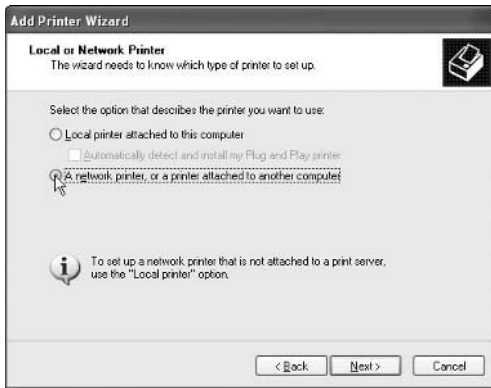 Add Printer Wizard
Local or Network Printer
The wizard needs to know which type of printer to set up.
Select the option that describes the printer you want to use:
Local printer attached to this computer
Automatically detect and install my Plug and Play printer
A network printer, or a printer attached to another computer
To set up a network printer that is not attached to a print server,
use the "Local printer" option.
< Back Next > Cancel